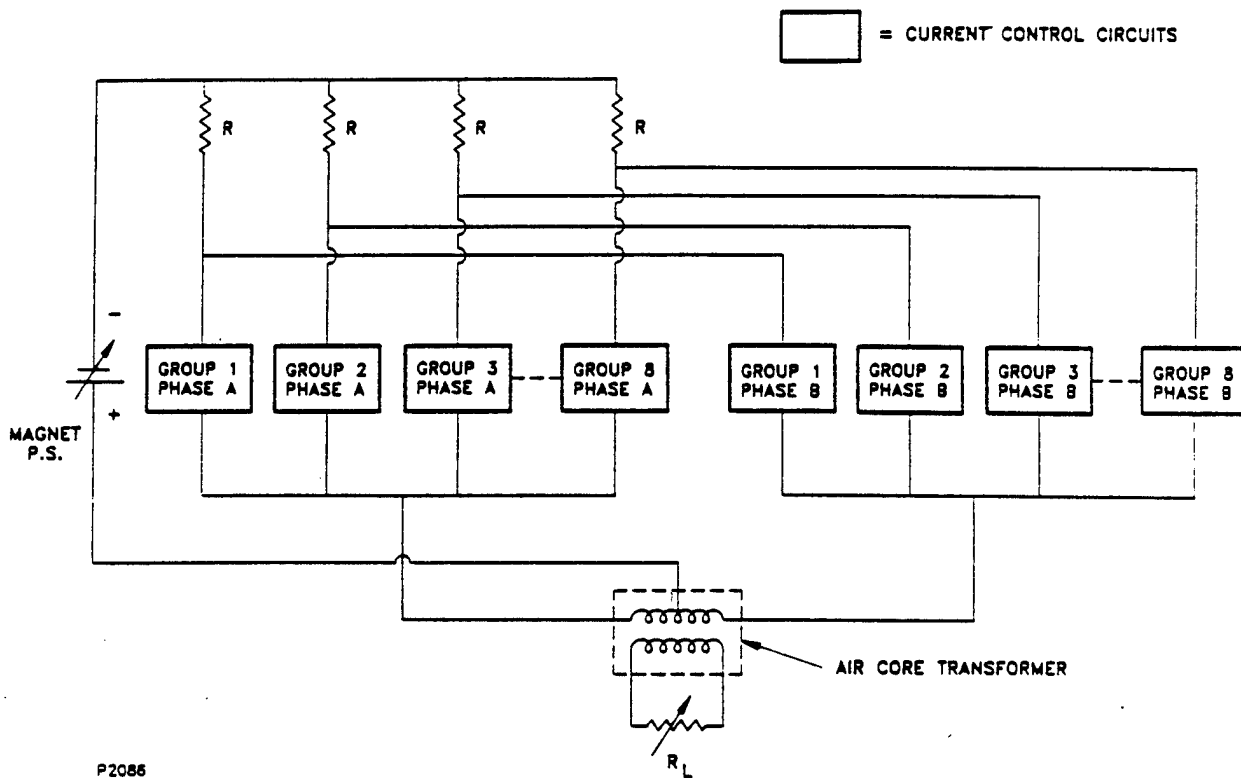 = CURRENT CONTROL CIRCUITS
R
R
R
R
-
+
MAGNET
P.S.
GROUP 1
PHASE A
GROUP 2
PHASE A
GROUP 3
PHASE A
GROUP 8
PHASE A
GROUP 1
PHASE B
GROUP 2
PHASE B
GROUP 3
PHASE B
GROUP 8
PHASE B
AIR CORE TRANSFORMER
R L
P2086